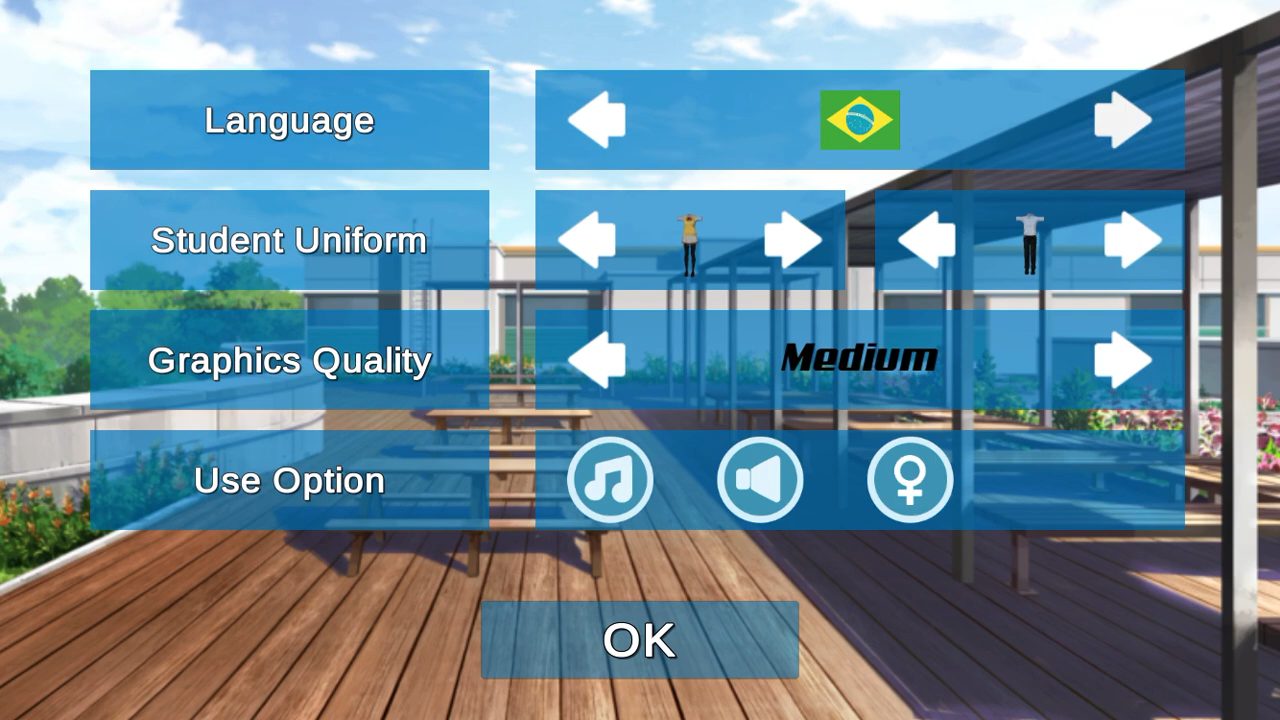 Language
Student Uniform
Graphics Quality
Medium
Use Option
OK